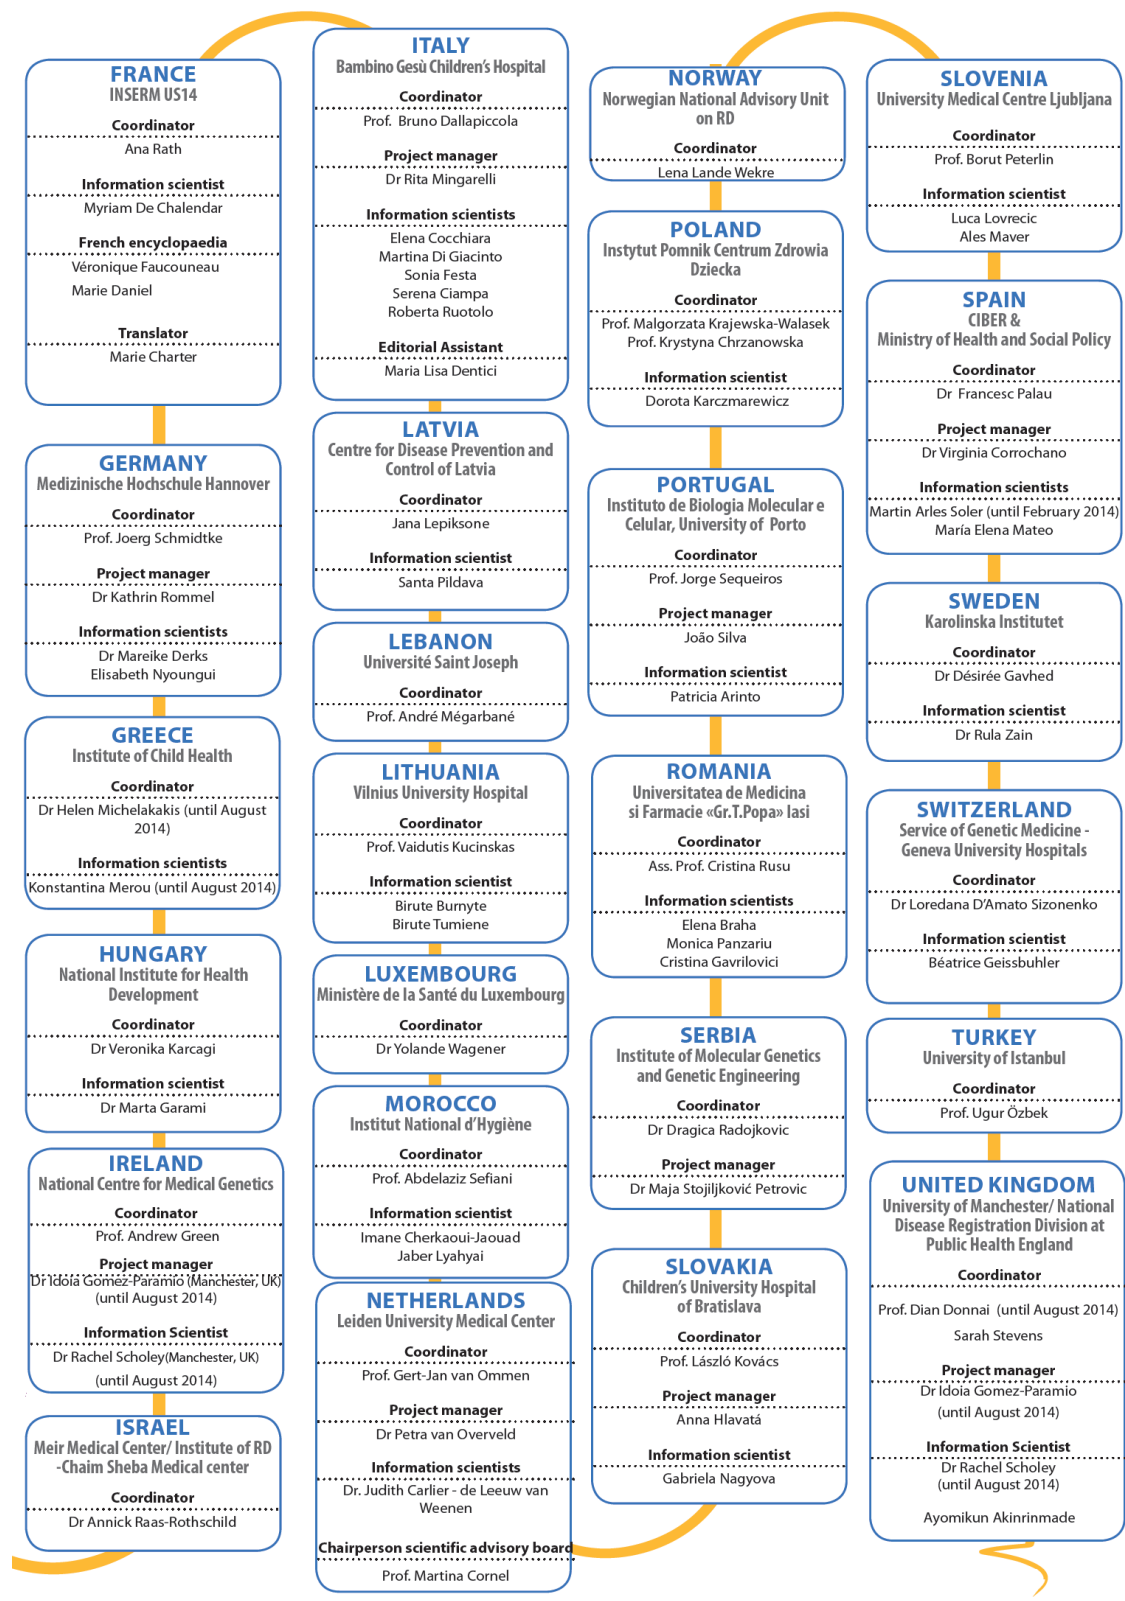 FRANCE
INSERM US14
Coordinator
Ana Rath
Information scientist
Myriam De Chalendar
French encyclopaedia
Véronique Faucouneau
Marie Daniel
Translator
Marie Charter
GERMANY
Medizinische Hochschule Hannover
Coordinator
Prof. Joerg Schmidtke
Project manager
Dr Kathrin Rommel
Information scientists
Dr Mareike Derks
Elisabeth Nyoungui
GREECE
Institute of Child Health
Coordinator
Dr Helen Michelakakis (until August
2014)
Information scientists
Konstantina Merou (until August 2014)
HUNGARY
National Institute for Health
Development
Coordinator
Dr Veronika Karcagi
Information scientist
Dr Marta Garami
IRELAND
National Centre for Medical Genetics
Coordinator
Prof. Andrew Green
Project manager
Dr Idoia Gomez-Paramio (Manchester, UK)
(until August 2014)
Information Scientist
Dr Rachel Scholey(Manchester, UK)
(until August 2014)
ISRAEL
Meir Medical Center/ Institute of RD
-Chaim Sheba Medical center
Coordinator
Dr Annick Raas-Rothschild
ITALY
Bambino Gesù Children's Hospital
Coordinator
Prof. Bruno Dallapiccola
Project manager
Dr Rita Mingarelli
Information scientists
Elena Cocchiara
Martina Di Giacinto
Sonia Festa
Serena Ciampa
Roberta Ruotolo
Editorial Assistant
Maria Lisa Dentici
LATVIA
Centre for Disease Prevention and
Control of Latvia
Coordinator
Jana Lepiksone
Information scientist
Santa Pildava
LEBANON
Université Saint Joseph
Coordinator
Prof. André Mégarbané
LITHUANIA
Vilnius University Hospital
Coordinator
Prof. Vaidutis Kucinskas
Information scientist
Birute Burnyte
Birute Tumiene
LUXEMBOURG
Ministère de la Santé du Luxembourg
Coordinator
Dr Yolande Wagener
MOROCCO
Institut National d'Hygiène
Coordinator
Prof. Abdelaziz Sefiani
Information scientist
Imane Cherkaoui-Jaouad
Jaber Lyahyai
NETHERLANDS
Leiden University Medical Center
Coordinator
Prof. Gert-Jan van Ommen
Project manager
Dr Petra van Overveld
Information scientists
Dr. Judith Carlier - de Leeuw van
Weenen
Chairperson scientific advisory board
Prof. Martina Cornel
NORWAY
Norwegian National Advisory Unit
on RD
Coordinator
Lena Lande Wekre
POLAND
Instytut Pomnik Centrum Zdrowia
Dziecka
Coordinator
Prof. Malgorzata Krajewska-Walasek
Prof. Krystyna Chrzanowska
Information scientist
Dorota Karczmarewicz
PORTUGAL
Instituto de Biologia Molecular e
Celular, University of Porto
Coordinator
Prof. Jorge Sequeiros
Project manager
João Silva
Information scientist
Patricia Arinto
ROMANIA
Universitatea de Medicina
si Farmacie «Gr.T.Popa» Iasi
Coordinator
Ass. Prof. Cristina Rusu
Information scientists
Elena Braha
Monica Panzariu
Cristina Gavrilovici
SERBIA
Institute of Molecular Genetics
and Genetic Engineering
Coordinator
Dr Dragica Radojkovic
Project manager
Dr Maja Stojiljković Petrovic
SLOVAKIA
Children's University Hospital
of Bratislava
Coordinator
Prof. László Kovács
Project manager
Anna Hlavatá
Information scientist
Gabriela Nagyova
SLOVENIA
University Medical Centre Ljubljana
Coordinator
Prof. Borut Peterlin
Information scientist
Luca Lovrecic
Ales Maver
SPAIN
CIBER &
Ministry of Health and Social Policy
Coordinator
Dr Francesc Palau
Project manager
Dr Virginia Corrochano
Information scientists
Martin Arles Soler (until February 2014)
María Elena Mateo
SWEDEN
Karolinska Institutet
Coordinator
Dr Désirée Gavhed
Information scientist
Dr Rula Zain
SWITZERLAND
Service of Genetic Medicine -
Geneva University Hospitals
Coordinator
Dr Loredana D'Amato Sizonenko
Information scientist
Béatrice Geissbuhler
TURKEY
University of Istanbul
Coordinator
Prof. Ugur Özbek
UNITED KINGDOM
University of Manchester/ National
Disease Registration Division at
Public Health England
Coordinator
Prof. Dian Donnai (until August 2014)
Sarah Stevens
Project manager
Dr Idoia Gomez-Paramio
(until August 2014)
Information Scientist
Dr Rachel Scholey
(until August 2014)
Ayomikun Akinrinmade